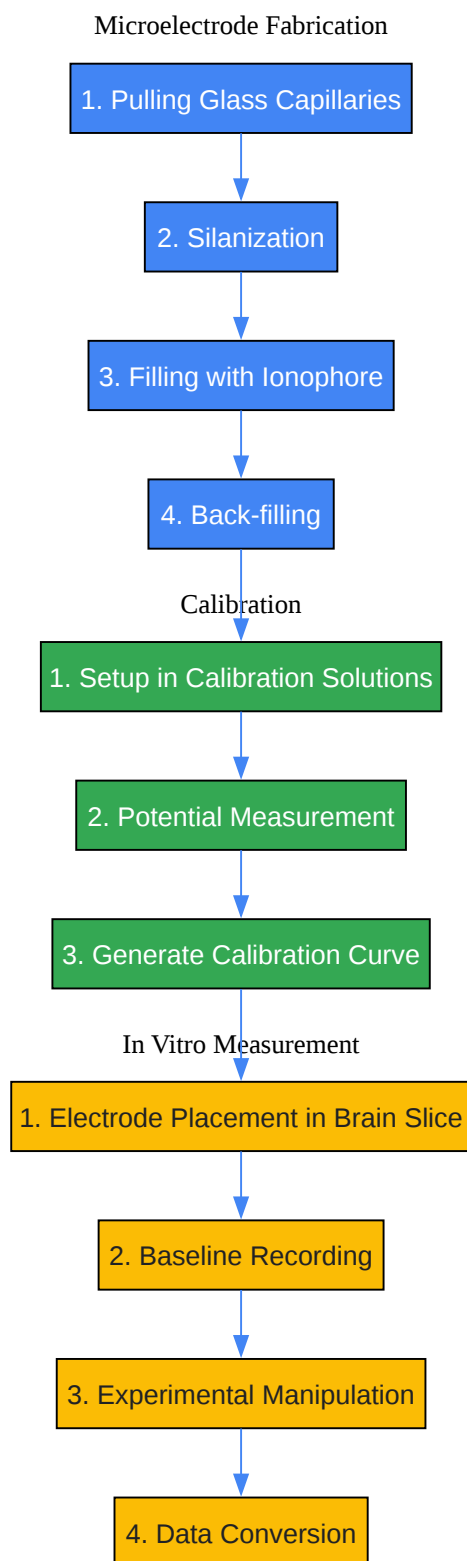 Microelectrode Fabrication
1. Pulling Glass Capillaries
2. Silanization
3. Filling with Ionophore
4. Back-filling
Calibration
1. Setup in Calibration Solutions
2. Potential Measurement
3. Generate Calibration Curve
In Vitro Measurement
1. Electrode Placement in Brain Slice
2. Baseline Recording
3. Experimental Manipulation
4. Data Conversion